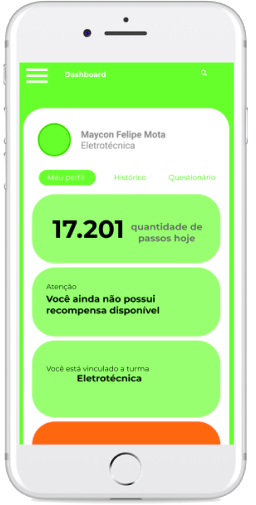 Dashboard
Maycon Felipe Mota
Eletrotécnica
Meu perfil
Histórico
Questionário
17.201
quantidade de
passos hoje
Atenção
Você ainda não possui
recompensa disponível
Você está vinculado a turma
Eletrotécnica